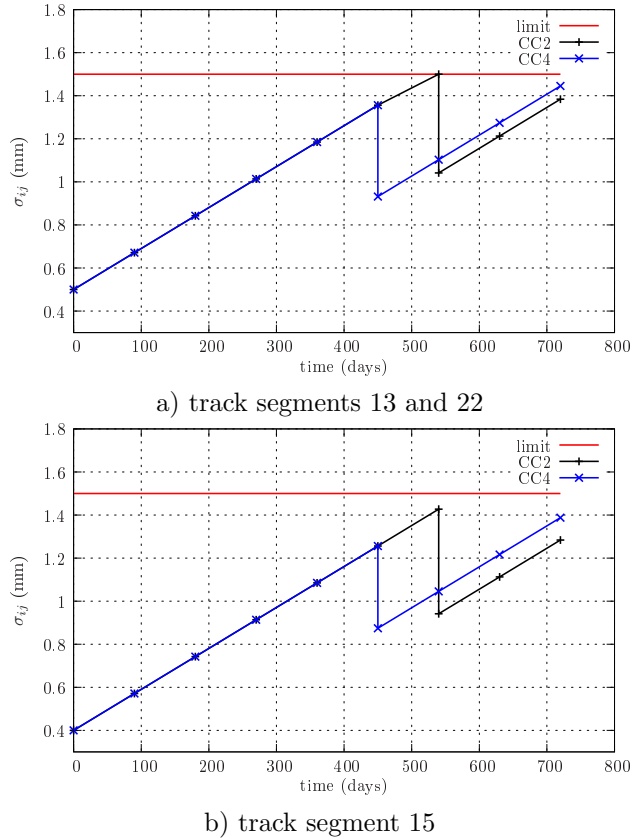 1.8
1.6
1.4
1.2
1
0.8
0.6
0.4
σij (mm)
limit
CC2
CC4
0 100 200 300 400 500 600 700 800
time (days)
a) track segments 13 and 22
1.8
1.6
1.4
1.2
1
0.8
0.6
0.4
σij (mm)
limit
CC2
CC4
0 100 200 300 400 500 600 700 800
time (days)
b) track segment 15